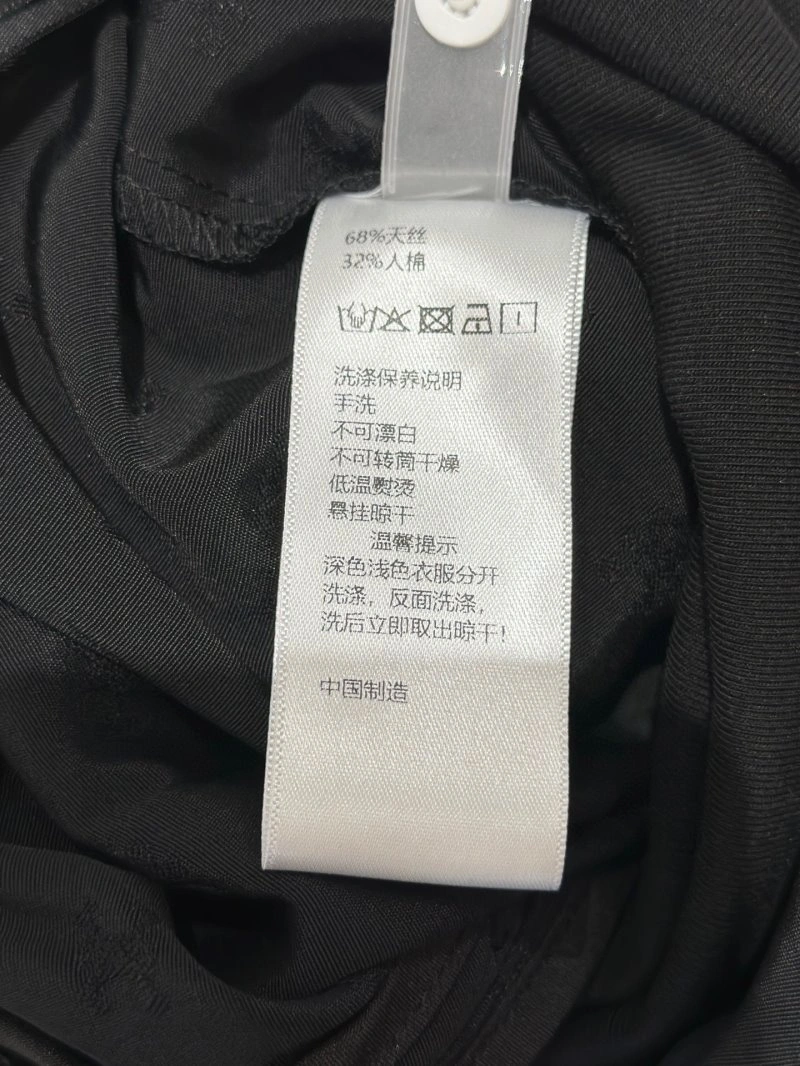 68%天丝
32%人棉
洗涤保养说明
手洗
不可漂白
不可转筒干燥
低温熨烫
悬挂晾干
温馨提示
深色浅色衣服分开
洗涤，反面洗涤，
洗后立即取出晾干！
中国制造